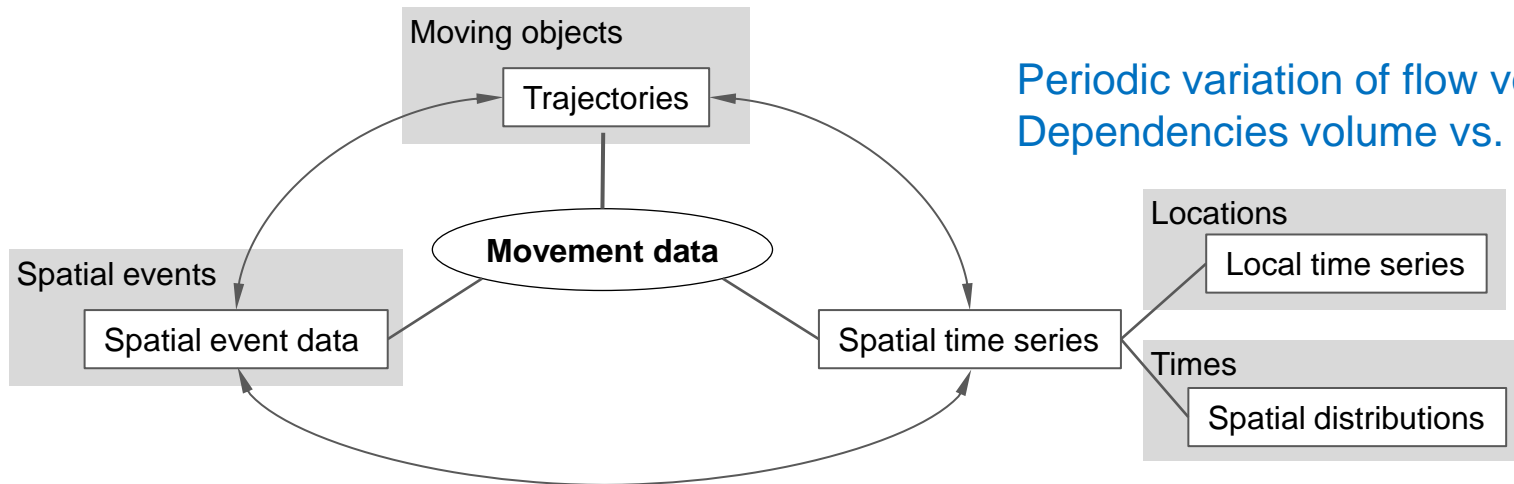 Moving objects
Trajectories
Periodic variation of flow
Dependencies volume vs.
Movement data
Locations
Local time series
Spatial events
Spatial event data
Spatial time series
Times
Spatial distributions